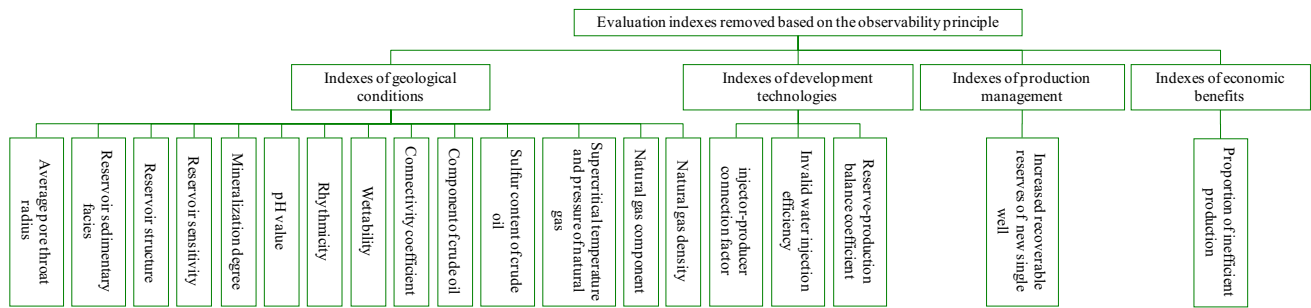 Evaluation indexes removed based on the observability principle
Indexes of geological
conditions
Indexes of development
technologies
Indexes of production
management
Indexes of economic
benefits
Average pore throat
radius
Reservoir sedimentary
facies
Reservoir structure
Reservoir sensitivity
Mineralization degree
pH value
Rhythmicity
Wettability
Connectivity coefficient
Component of crude oil
Sulfur content of crude
oil
Supercritical temperature
and pressure of natural
gas
Natural gas component
Natural gas density
injector-producer
connection factor
Invalid water injection
efficiency
Reserve-production
balance coefficient
Increased recoverable
reserves of new single
well
Proportion of inefficient
production